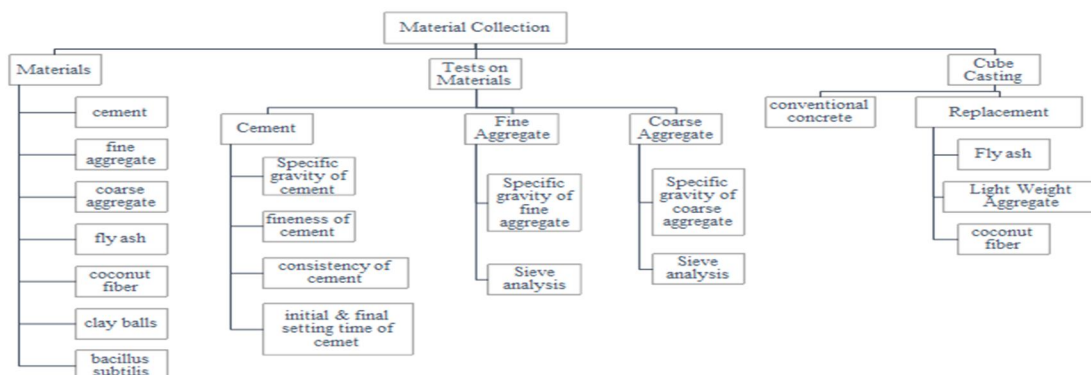 Material Collection
Materials
cement
fine
aggregate
coarse
aggregate
fly ash
coconut
fiber
clay balls
bacillus
subtilis
Tests on
Materials
Cement
Specific
gravity of
cement
fineness of
cement
consistency of
cement
initial & final
setting time of
cemet
Fine
Aggregate
Specific
gravity of
fine
aggregate
Sieve
analysis
Coarse
Aggregate
Specific
gravity of
coarse
aggregate
Sieve
analysis
Cube
Casting
conventional
concrete
Replacement
Fly ash
Light Weight
Aggregate
coconut
fiber